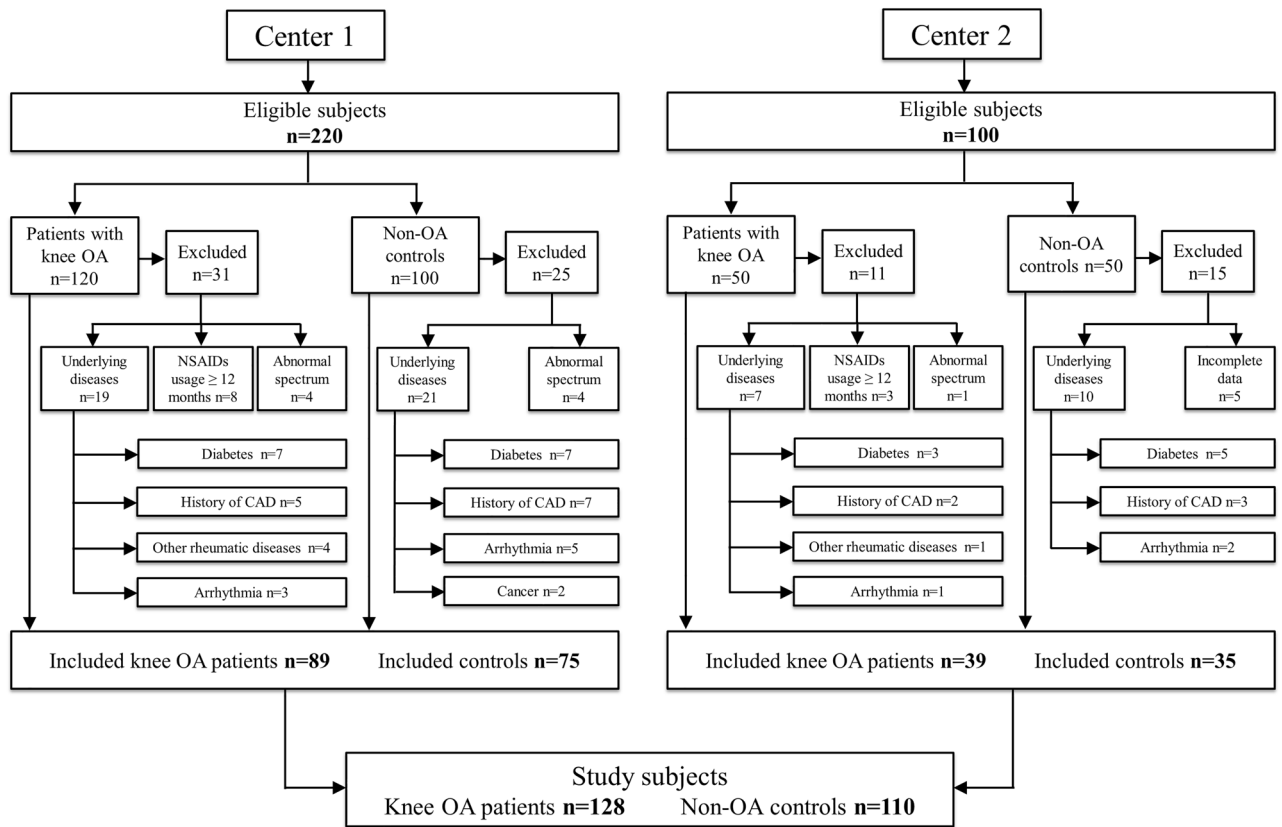 Center 1
Eligible subjects
n=220
Patients with
knee OA
n=120
Excluded
n=31
Non-OA
controls
n=100
Excluded
n=25
Underlying
diseases
n=19
NSAIDs
usage ≥ 12
months n=8
Abnormal
spectrum
n=4
Underlying
diseases
n=21
Abnormal
spectrum
n=4
Diabetes n=7
History of CAD n=5
Other rheumatic diseases n=4
Arrhythmia n=3
Diabetes n=7
History of CAD n=7
Arrhythmia n=5
Cancer n=2
Included knee OA patients n=89
Included controls n=75
Center 2
Eligible subjects
n=100
Patients with
knee OA
n=50
Excluded
n=11
Non-OA
controls n=50
Excluded
n=15
Underlying
diseases
n=7
NSAIDs
usage ≥ 12
months n=3
Abnormal
spectrum
n=1
Underlying
diseases
n=10
Incomplete
data
n=5
Diabetes n=3
History of CAD n=2
Other rheumatic diseases n=1
Arrhythmia n=1
Diabetes n=5
History of CAD n=3
Arrhythmia n=2
Included knee OA patients n=39
Included controls n=35
Study subjects
Knee OA patients n=128
Non-OA controls n=110